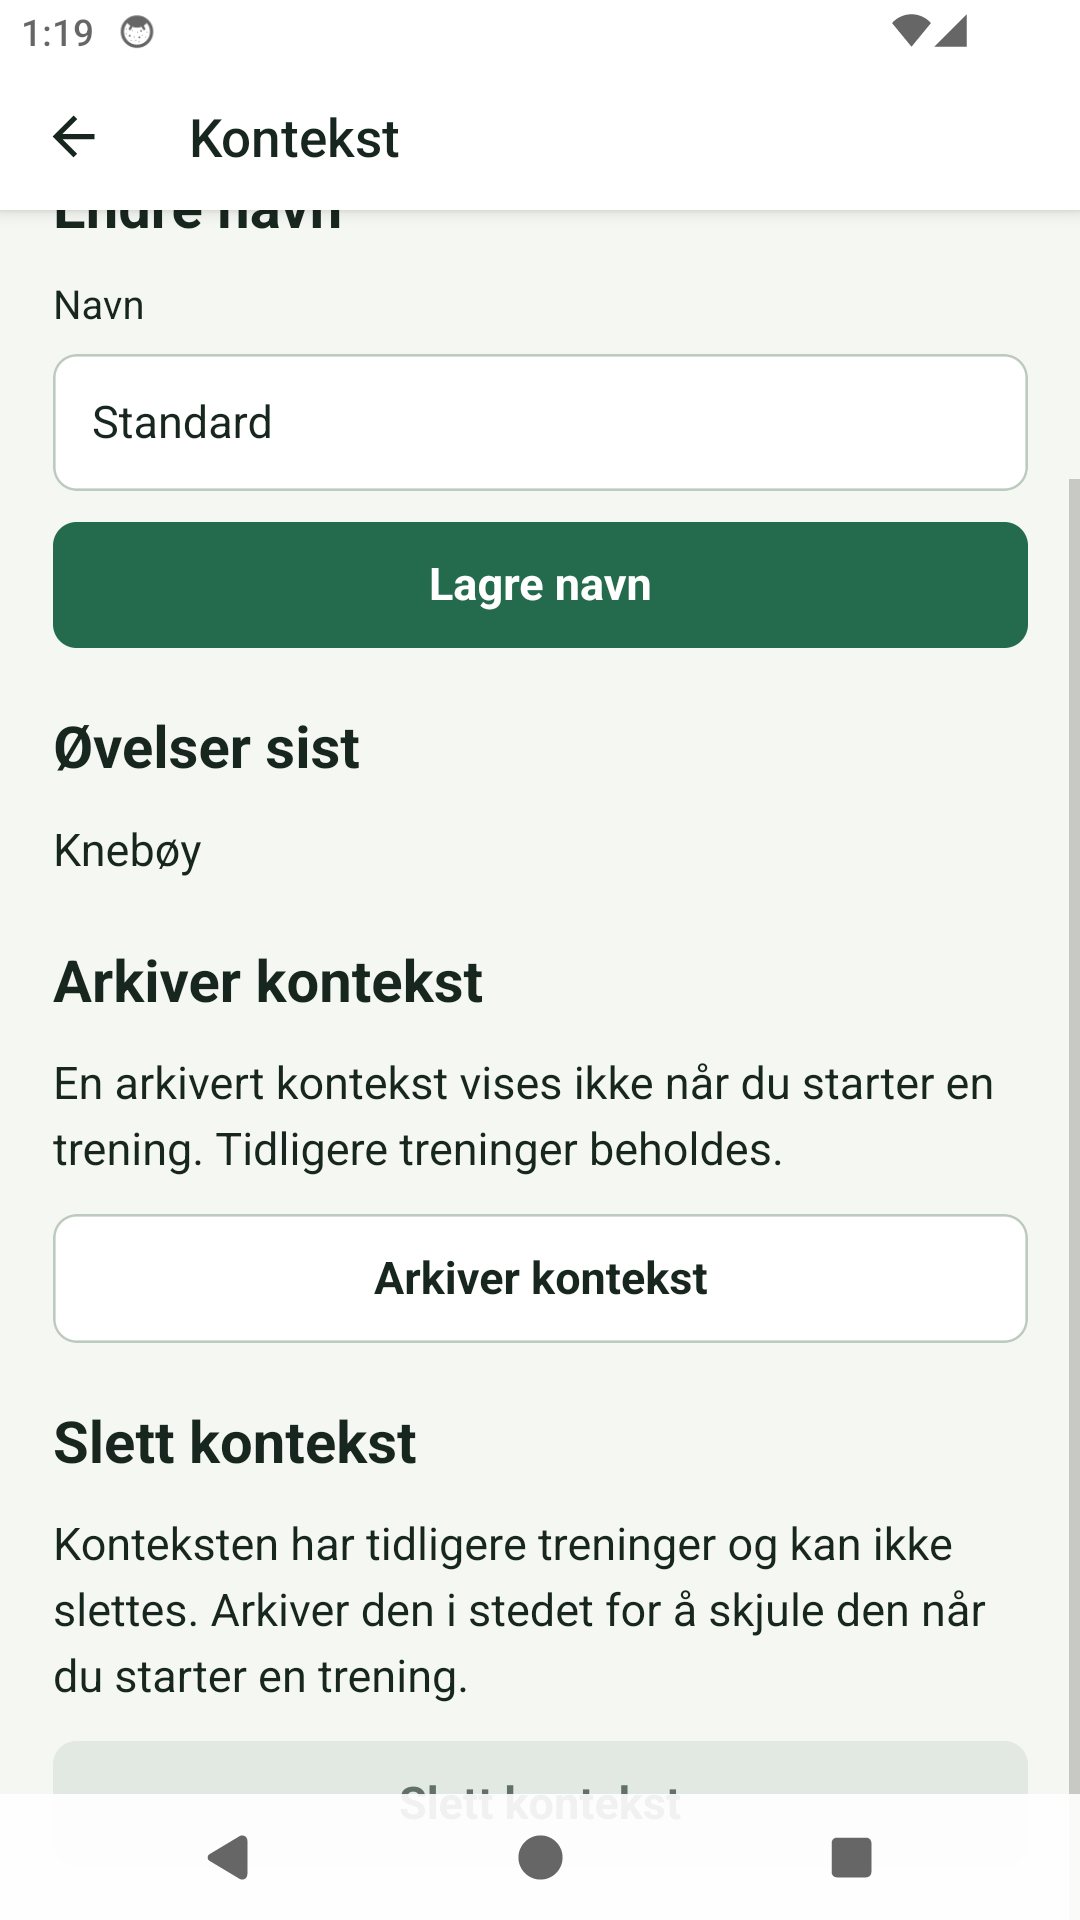 1:19
Kontekst
Endre navn
Navn
Standard
Lagre navn
Øvelser sist
Knebøy
Arkiver kontekst
En arkivert kontekst vises ikke når du starter en
trening. Tidligere treninger beholdes.
Arkiver kontekst
Slett kontekst
Konteksten har tidligere treninger og kan ikke
slettes. Arkiver den i stedet for å skjule den når
du starter en trening.
Slett kontekst